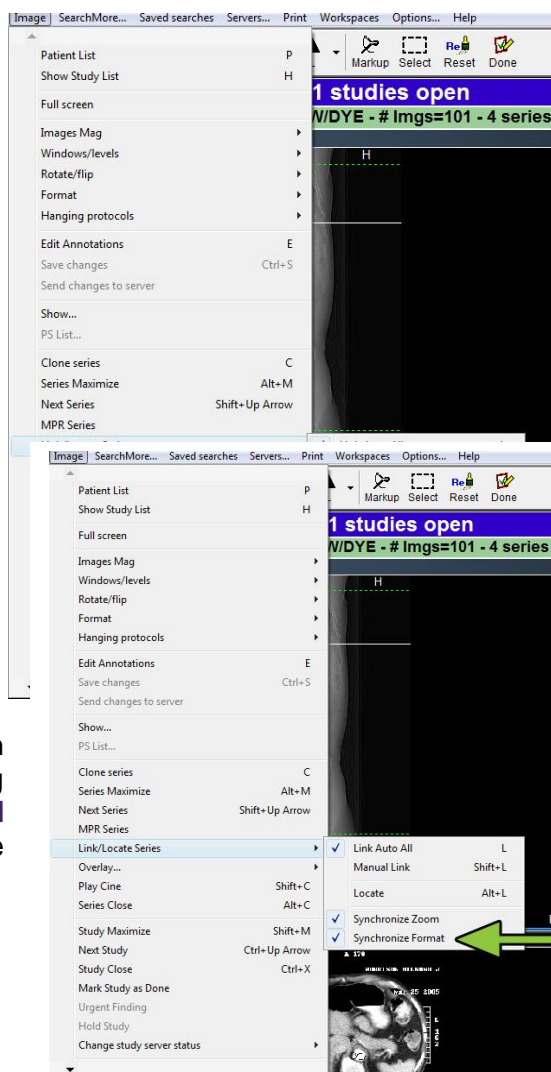 Image SearchMore... Saved searches Servers... Print Workspaces Options... Help
Patient List P
Show Study List H
Full screen
Images Mag
Windows/levels
Rotate/flip
Format
Hanging protocols
Edit Annotations E
Save changes Ctrl+S
Send changes to server
Show...
PS List...
Clone series C
Series Maximize Alt+M
Next Series Shift+Up Arrow
MPR Series
Markup Select Reset Done
Re
1 studies open
W/DYE - # Imgs=101 - 4 series
H
Image SearchMore... Saved searches Servers... Print Workspaces Options... Help
Patient List P
Show Study List H
Full screen
Images Mag
Windows/levels
Rotate/flip
Format
Hanging protocols
Edit Annotations E
Save changes Ctrl+S
Send changes to server
Show...
PS List...
Clone series C
Series Maximize Alt+M
Next Series Shift+Up Arrow
MPR Series
Link/Locate Series
Overlay...
Play Cine Shift+C
Series Close Alt+C
Study Maximize Shift+M
Next Study Ctrl+Up Arrow
Study Close Ctrl+X
Mark Study as Done
Urgent Finding
Hold Study
Change study server status
Markup Select Reset Done
Re
1 studies open
W/DYE - # Imgs=101 - 4 series
H
Link Auto All L
Manual Link Shift+L
Locate Alt+L
Synchronize Zoom
Synchronize Format
A 170
25 2005